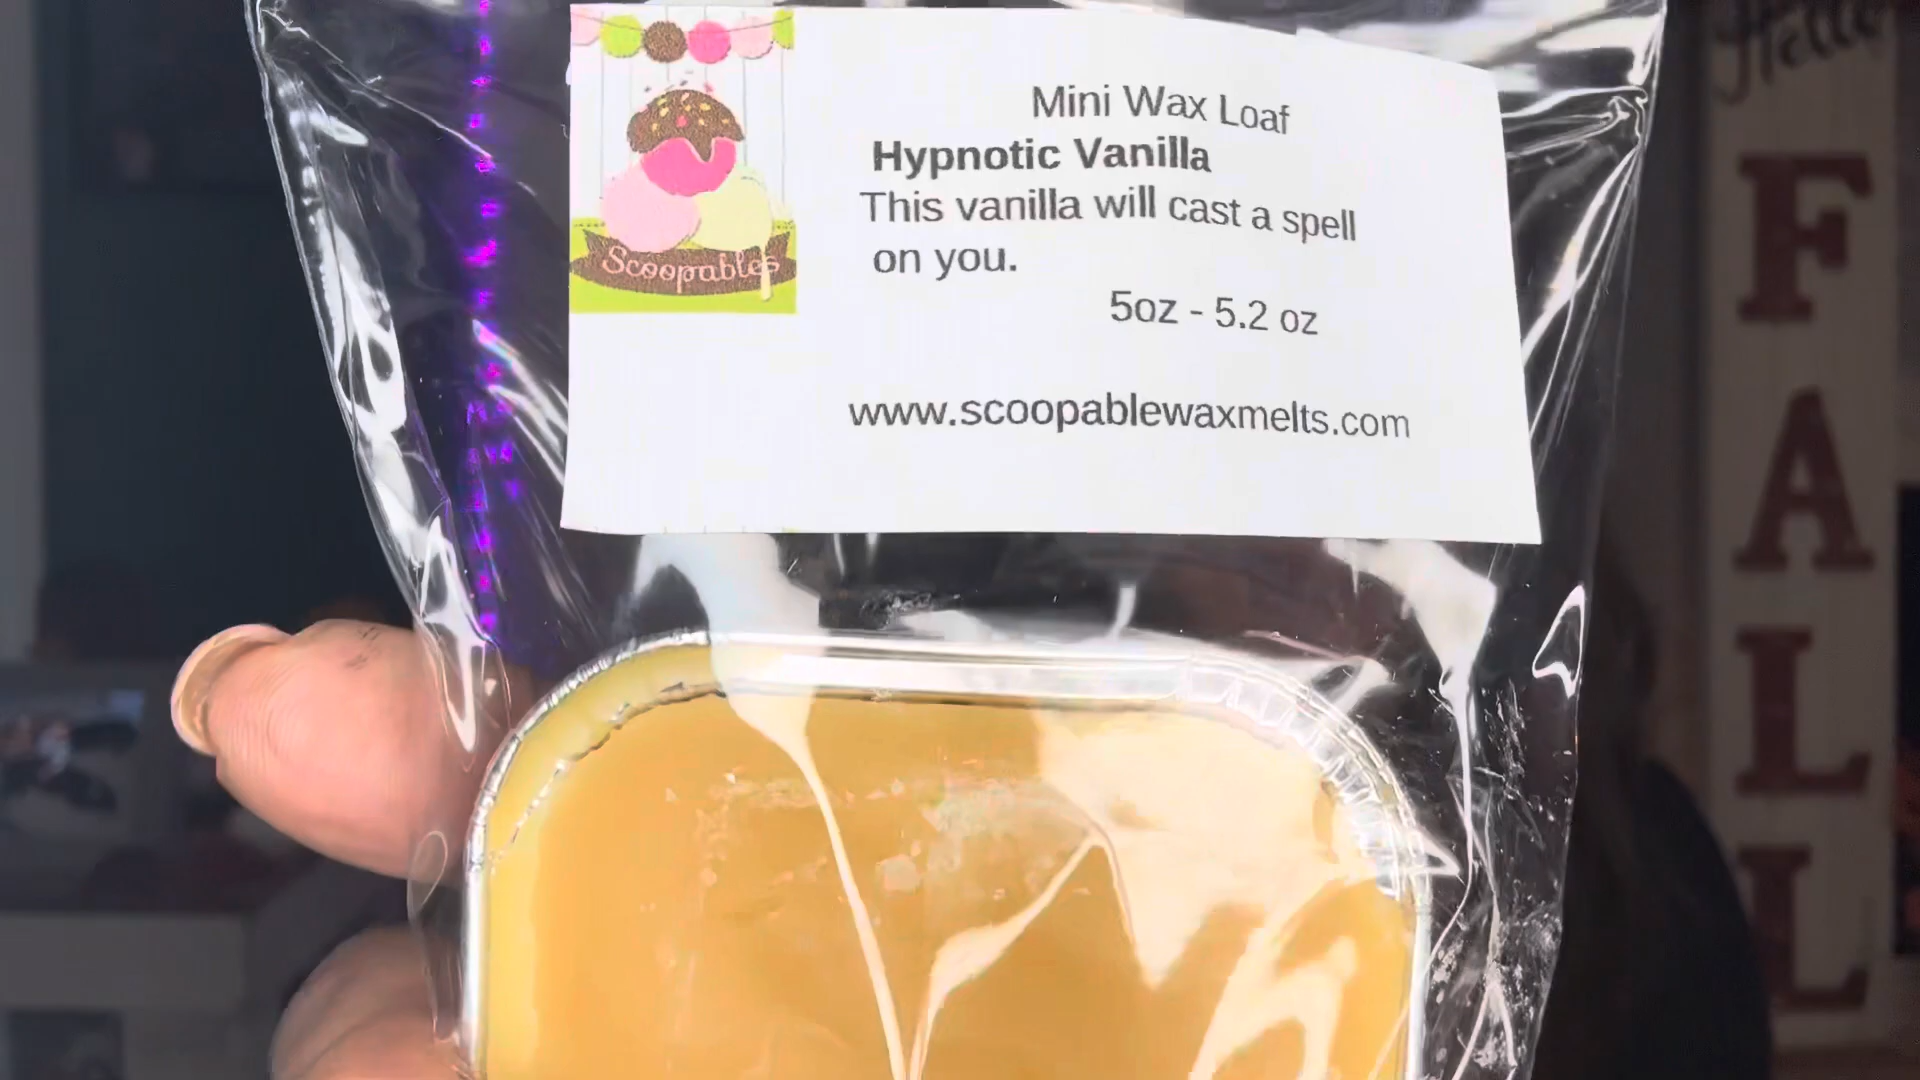 Hello
Mini Wax Loaf
Hypnotic Vanilla
This vanilla will cast a spell
on you.
5oz - 5.2 oz
www.scoopablewaxmelts.com
Scoopables
FALL